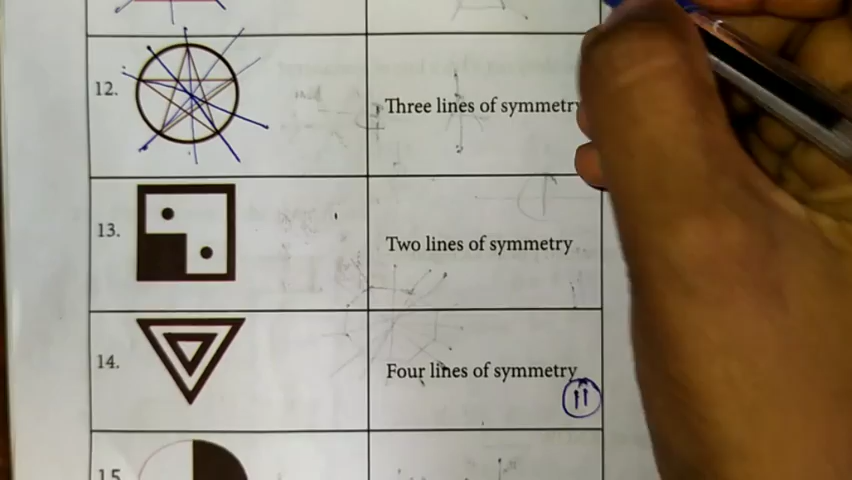 12.
Three lines of symmetry
13.
Two lines of symmetry
14.
Four lines of symmetry
11
15.